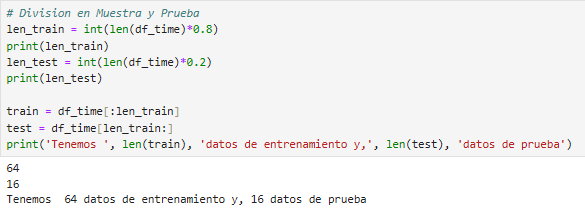 # Division en Muestra y Prueba
len_train = int(len(df_time)*0.8)
print(len_train)
len_test = int(len(df_time)*0.2)
print(len_test)
train = df_time[:len_train]
test = df_time[len_train:]
print('Tenemos ', len(train), 'datos de entrenamiento y,', len(test), 'datos de prueba')
64
16
Tenemos  64 datos de entrenamiento y, 16 datos de prueba